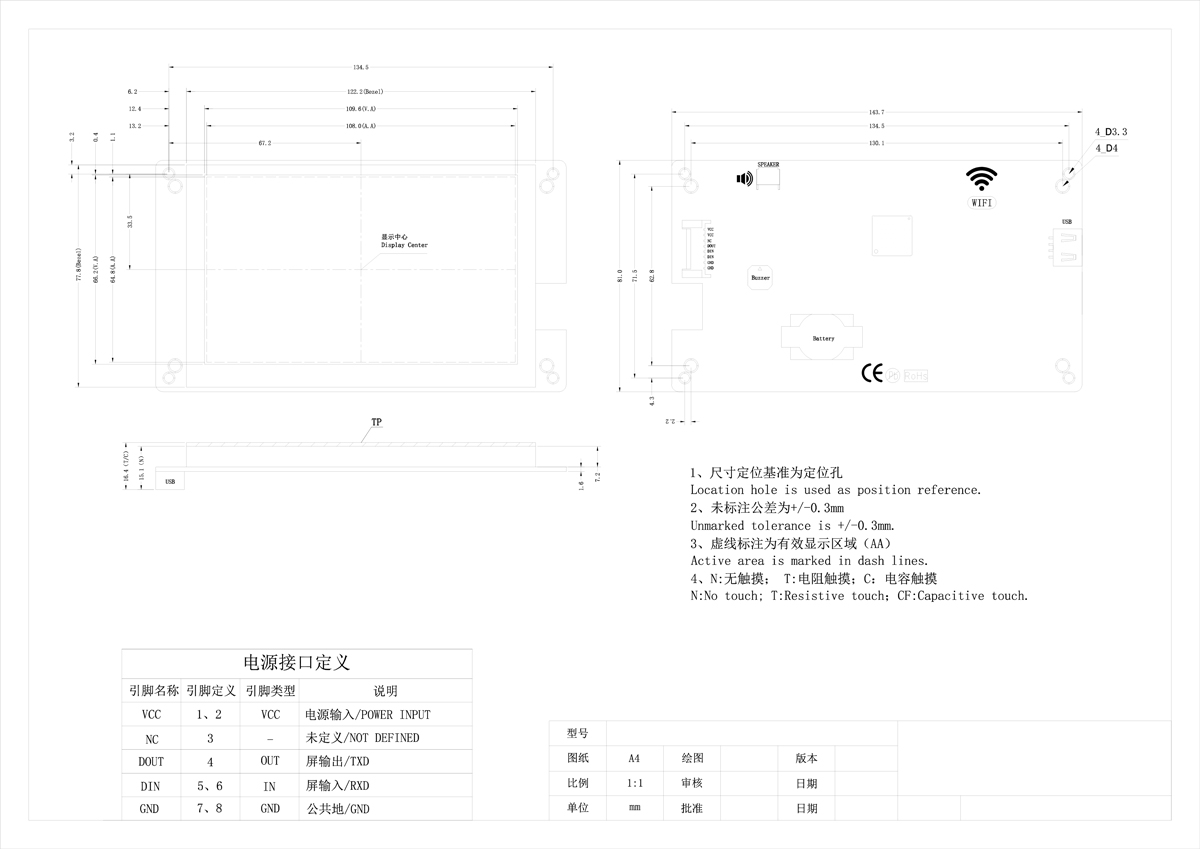 134.5
6.2
122.2(Bezel)
12.4
109.6(V.A)
13.2
108.0(A.A)
3.2
0.4
1.1
67.2
33.5
显示中心
Display Center
77.8(Bezel)
66.2(V.A)
64.8(A.A)
143.7
134.5
130.1
4_D3.3
4_D4
SPEAKER
WIFI
USB
VCC
VCC
NC
DOUT
DIN
DIN
GND
GND
Buzzer
81.0
71.5
62.8
Battery
CE
RoHS
4.3
2.2
TP
16.4 (T/C)
15.1 (N)
USB
1.6
7.2
1、尺寸定位基准为定位孔
Location hole is used as position reference.
2、未标注公差为+/-0.3mm
Unmarked tolerance is +/-0.3mm.
3、虚线标注为有效显示区域（AA）
Active area is marked in dash lines.
4、N:无触摸； T:电阻触摸；C: 电容触摸
N:No touch; T:Resistive touch; CF:Capacitive touch.
电源接口定义
引脚名称 引脚定义 引脚类型 说明
VCC 1、2 VCC 电源输入/POWER INPUT
NC 3 - 未定义/NOT DEFINED
DOUT 4 OUT 屏输出/TXD
DIN 5、6 IN 屏输入/RXD
GND 7、8 GND 公共地/GND
型号
图纸 A4 绘图 版本
比例 1:1 审核 日期
单位 mm 批准 日期